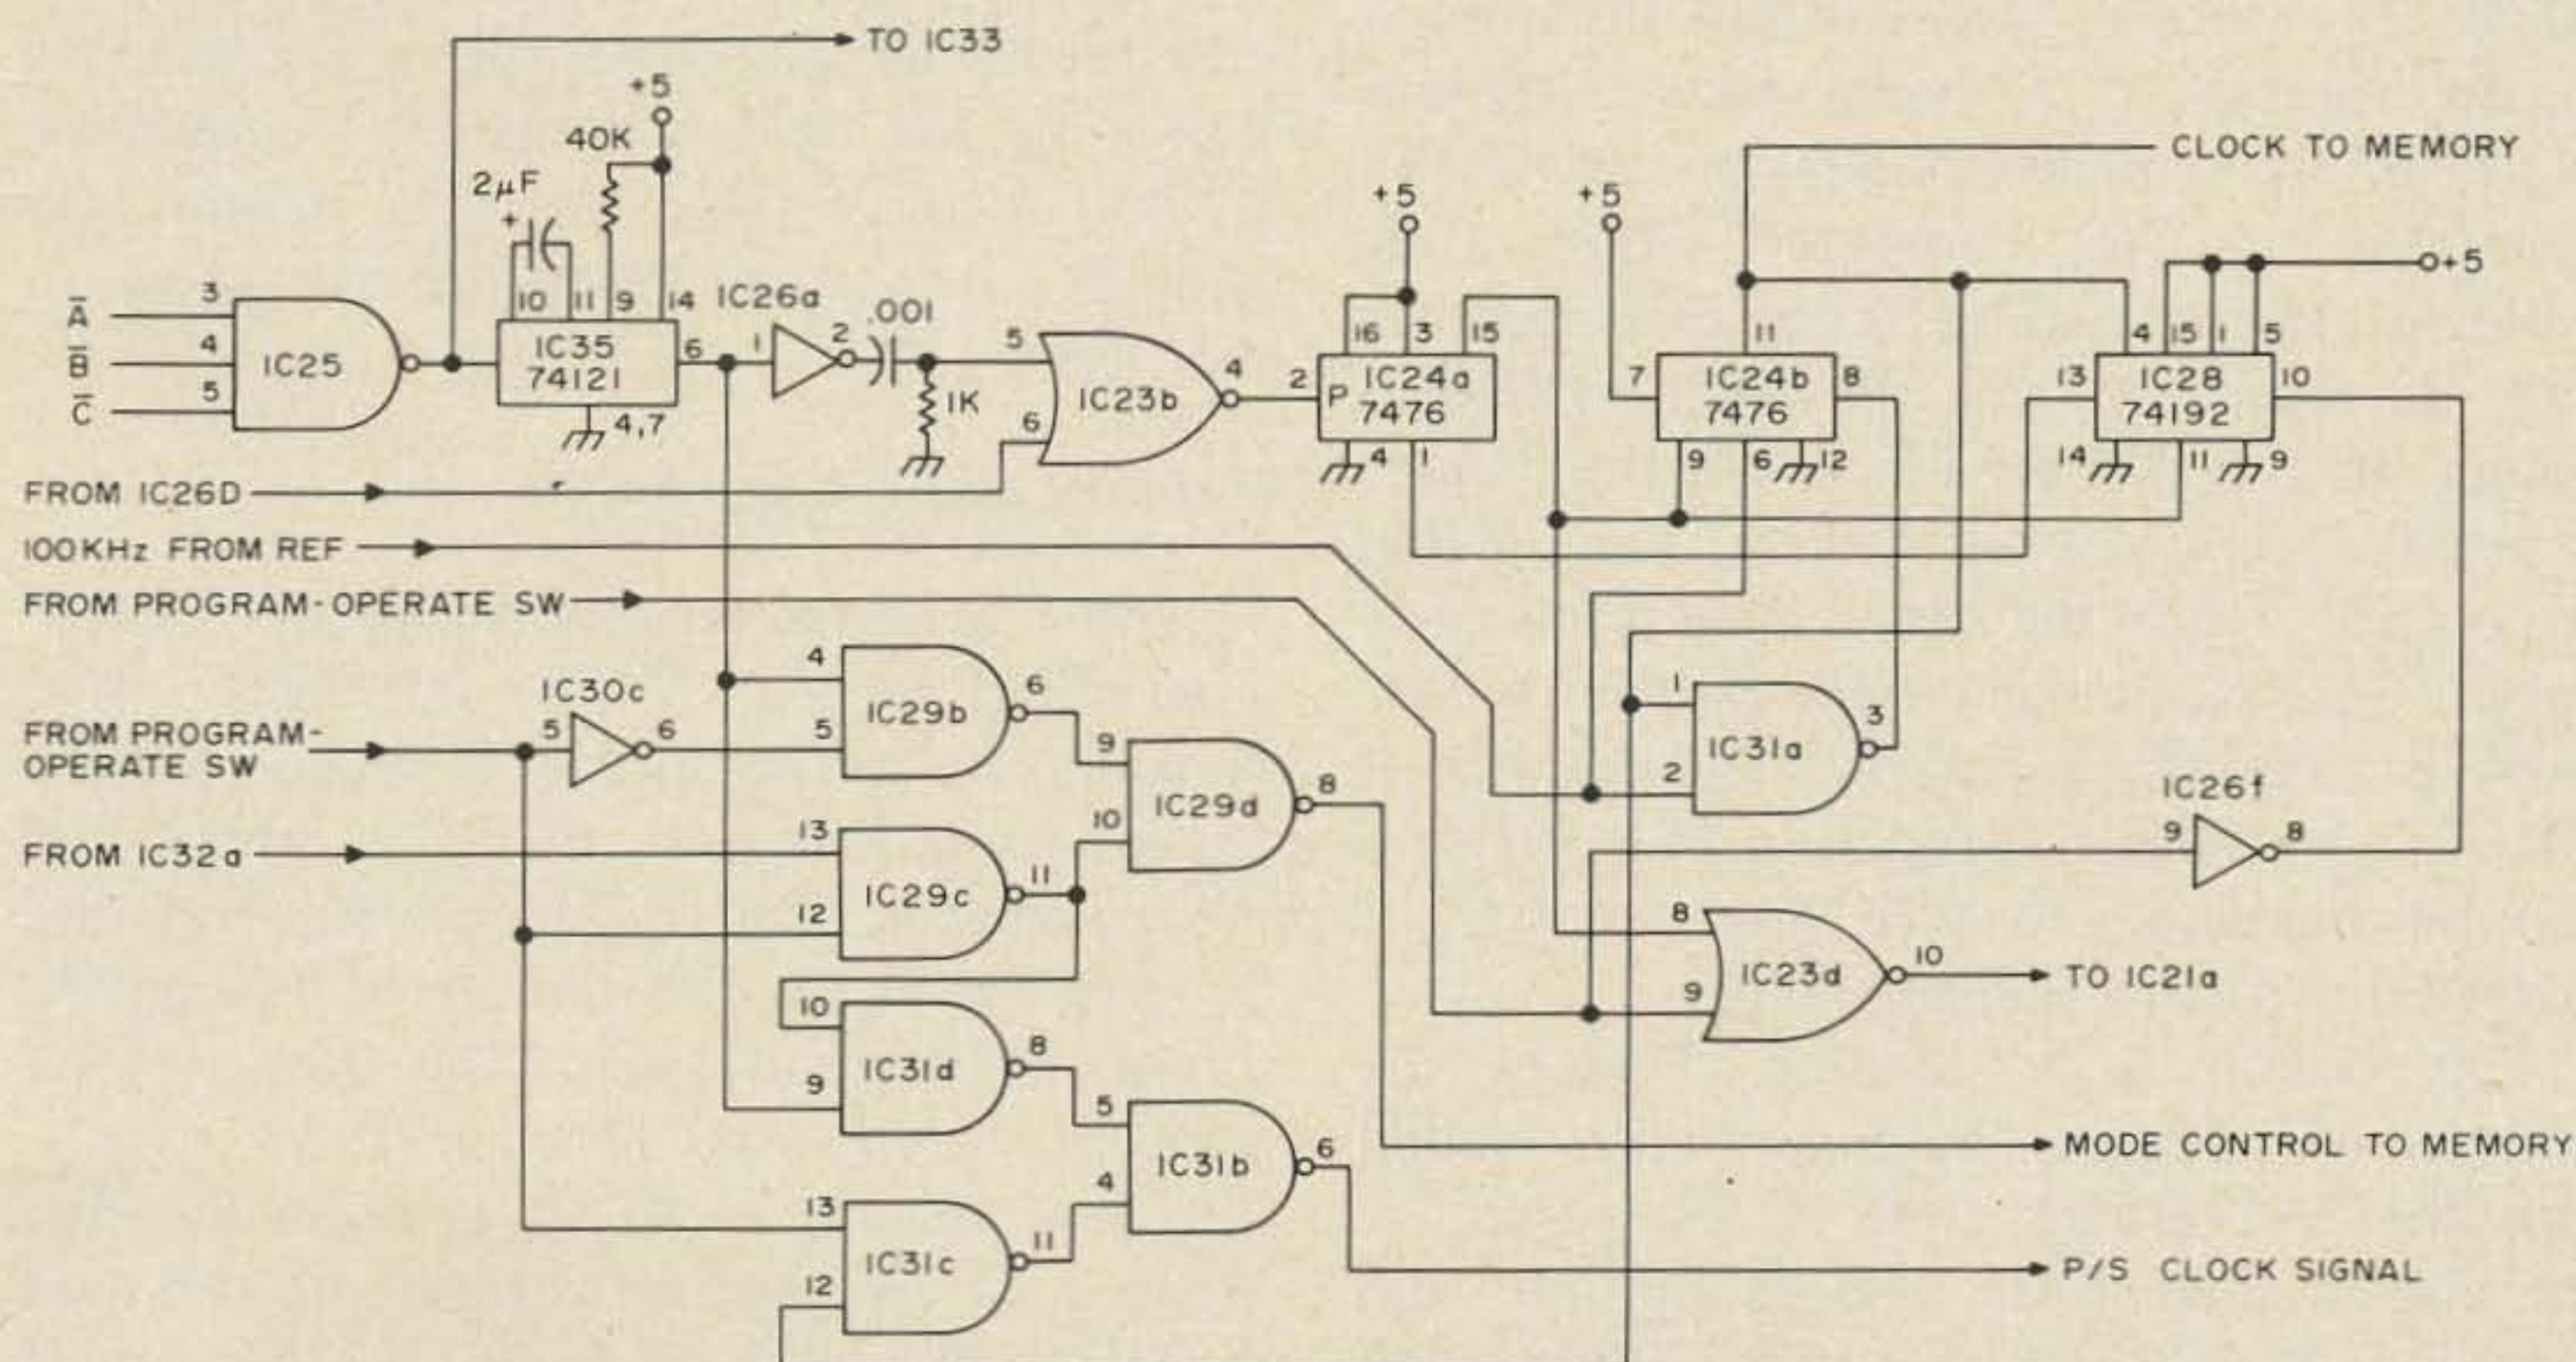 TO IC33
+5
40K
2µF
+
CLOCK TO MEMORY
+5
+5
+5
10 11 9 14
IC26a
1 2
.001
A̅ 3
B̅ 4
C̅ 5
IC25
IC35
74121
6
4,7
1K
5
6
IC23b
4
2
16 3 15
P
IC24a
7476
4 1
11
7
IC24b
7476
8
9 6 12
4 15 1 5
13
IC28
74192
10
14 11 9
FROM IC26D
100KHz FROM REF
FROM PROGRAM-OPERATE SW
4
5
IC29b
6
IC30c
5 6
FROM PROGRAM-
OPERATE SW
9
10
IC29d
8
1
2
IC31a
3
IC26f
9 8
FROM IC32a
13
12
IC29c
11
8
9
IC23d
10
TO IC21a
10
9
IC31d
8
5
4
IC31b
6
MODE CONTROL TO MEMORY
13
12
IC31c
11
P/S CLOCK SIGNAL